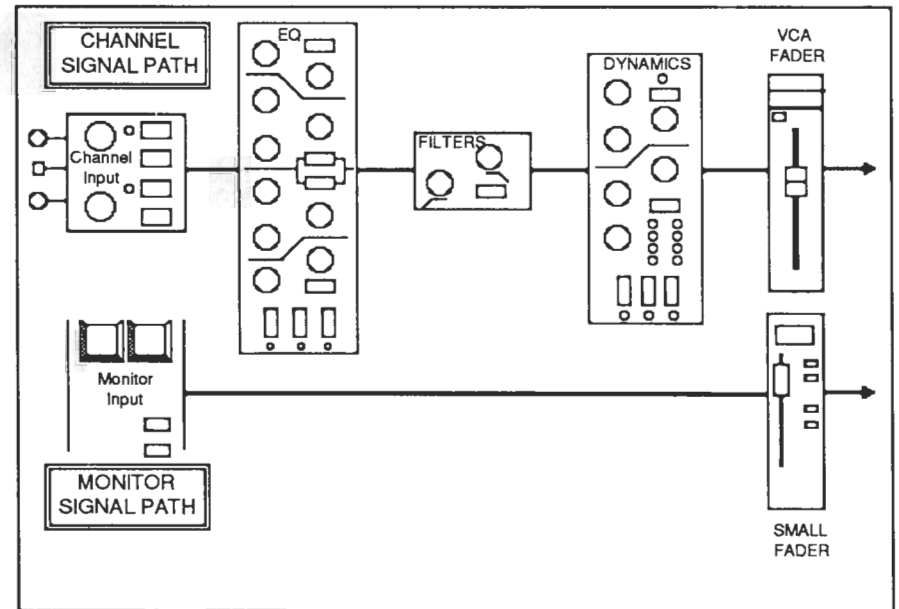 CHANNEL
SIGNAL PATH
EQ
DYNAMICS
VCA
FADER
Channel
Input
FILTERS
Monitor
Input
MONITOR
SIGNAL PATH
SMALL
FADER